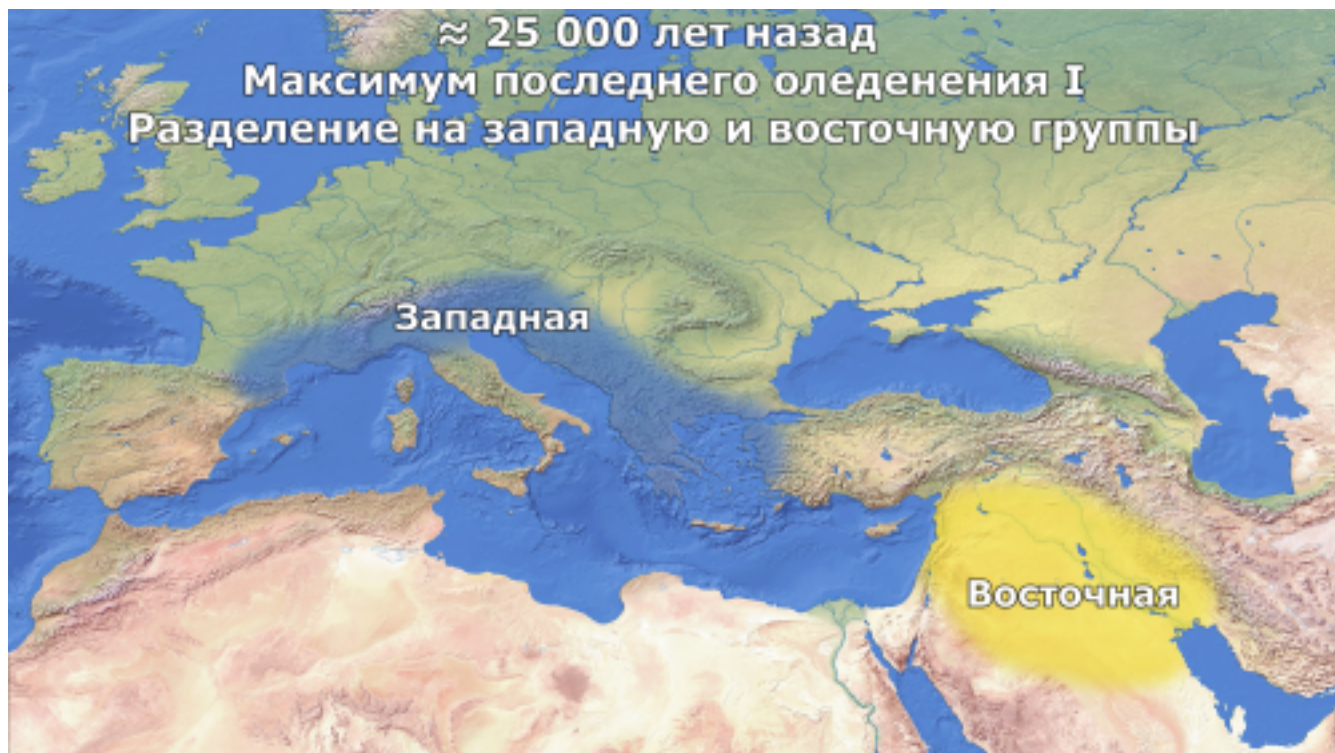 ≈ 25 000 лет назад
Максимум последнего оледенения I
Разделение на западную и восточную группы
Западная
Восточная